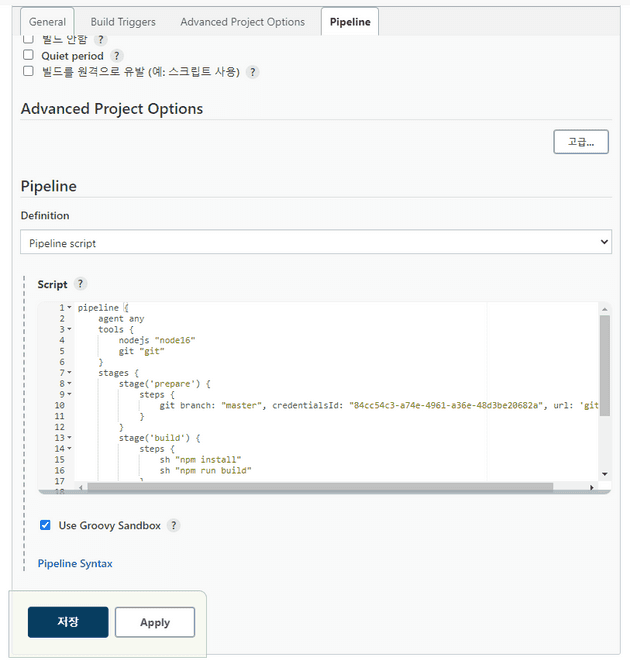 General Build Triggers Advanced Project Options Pipeline
빌드 안함 ?
Quiet period ?
빌드를 원격으로 유발 (예: 스크립트 사용) ?
Advanced Project Options
고급...
Pipeline
Definition
Pipeline script
Script ?
1 pipeline {
2 agent any
3 tools {
4 nodejs "node16"
5 git "git"
6 }
7 stages {
8 stage('prepare') {
9 steps {
10 git branch: "master", credentialsId: "84cc54c3-a74e-4961-a36e-48d3be20682a", url: 'git
11 }
12 }
13 stage('build') {
14 steps {
15 sh "npm install"
16 sh "npm run build"
17 }
18
Use Groovy Sandbox ?
Pipeline Syntax
저장 Apply